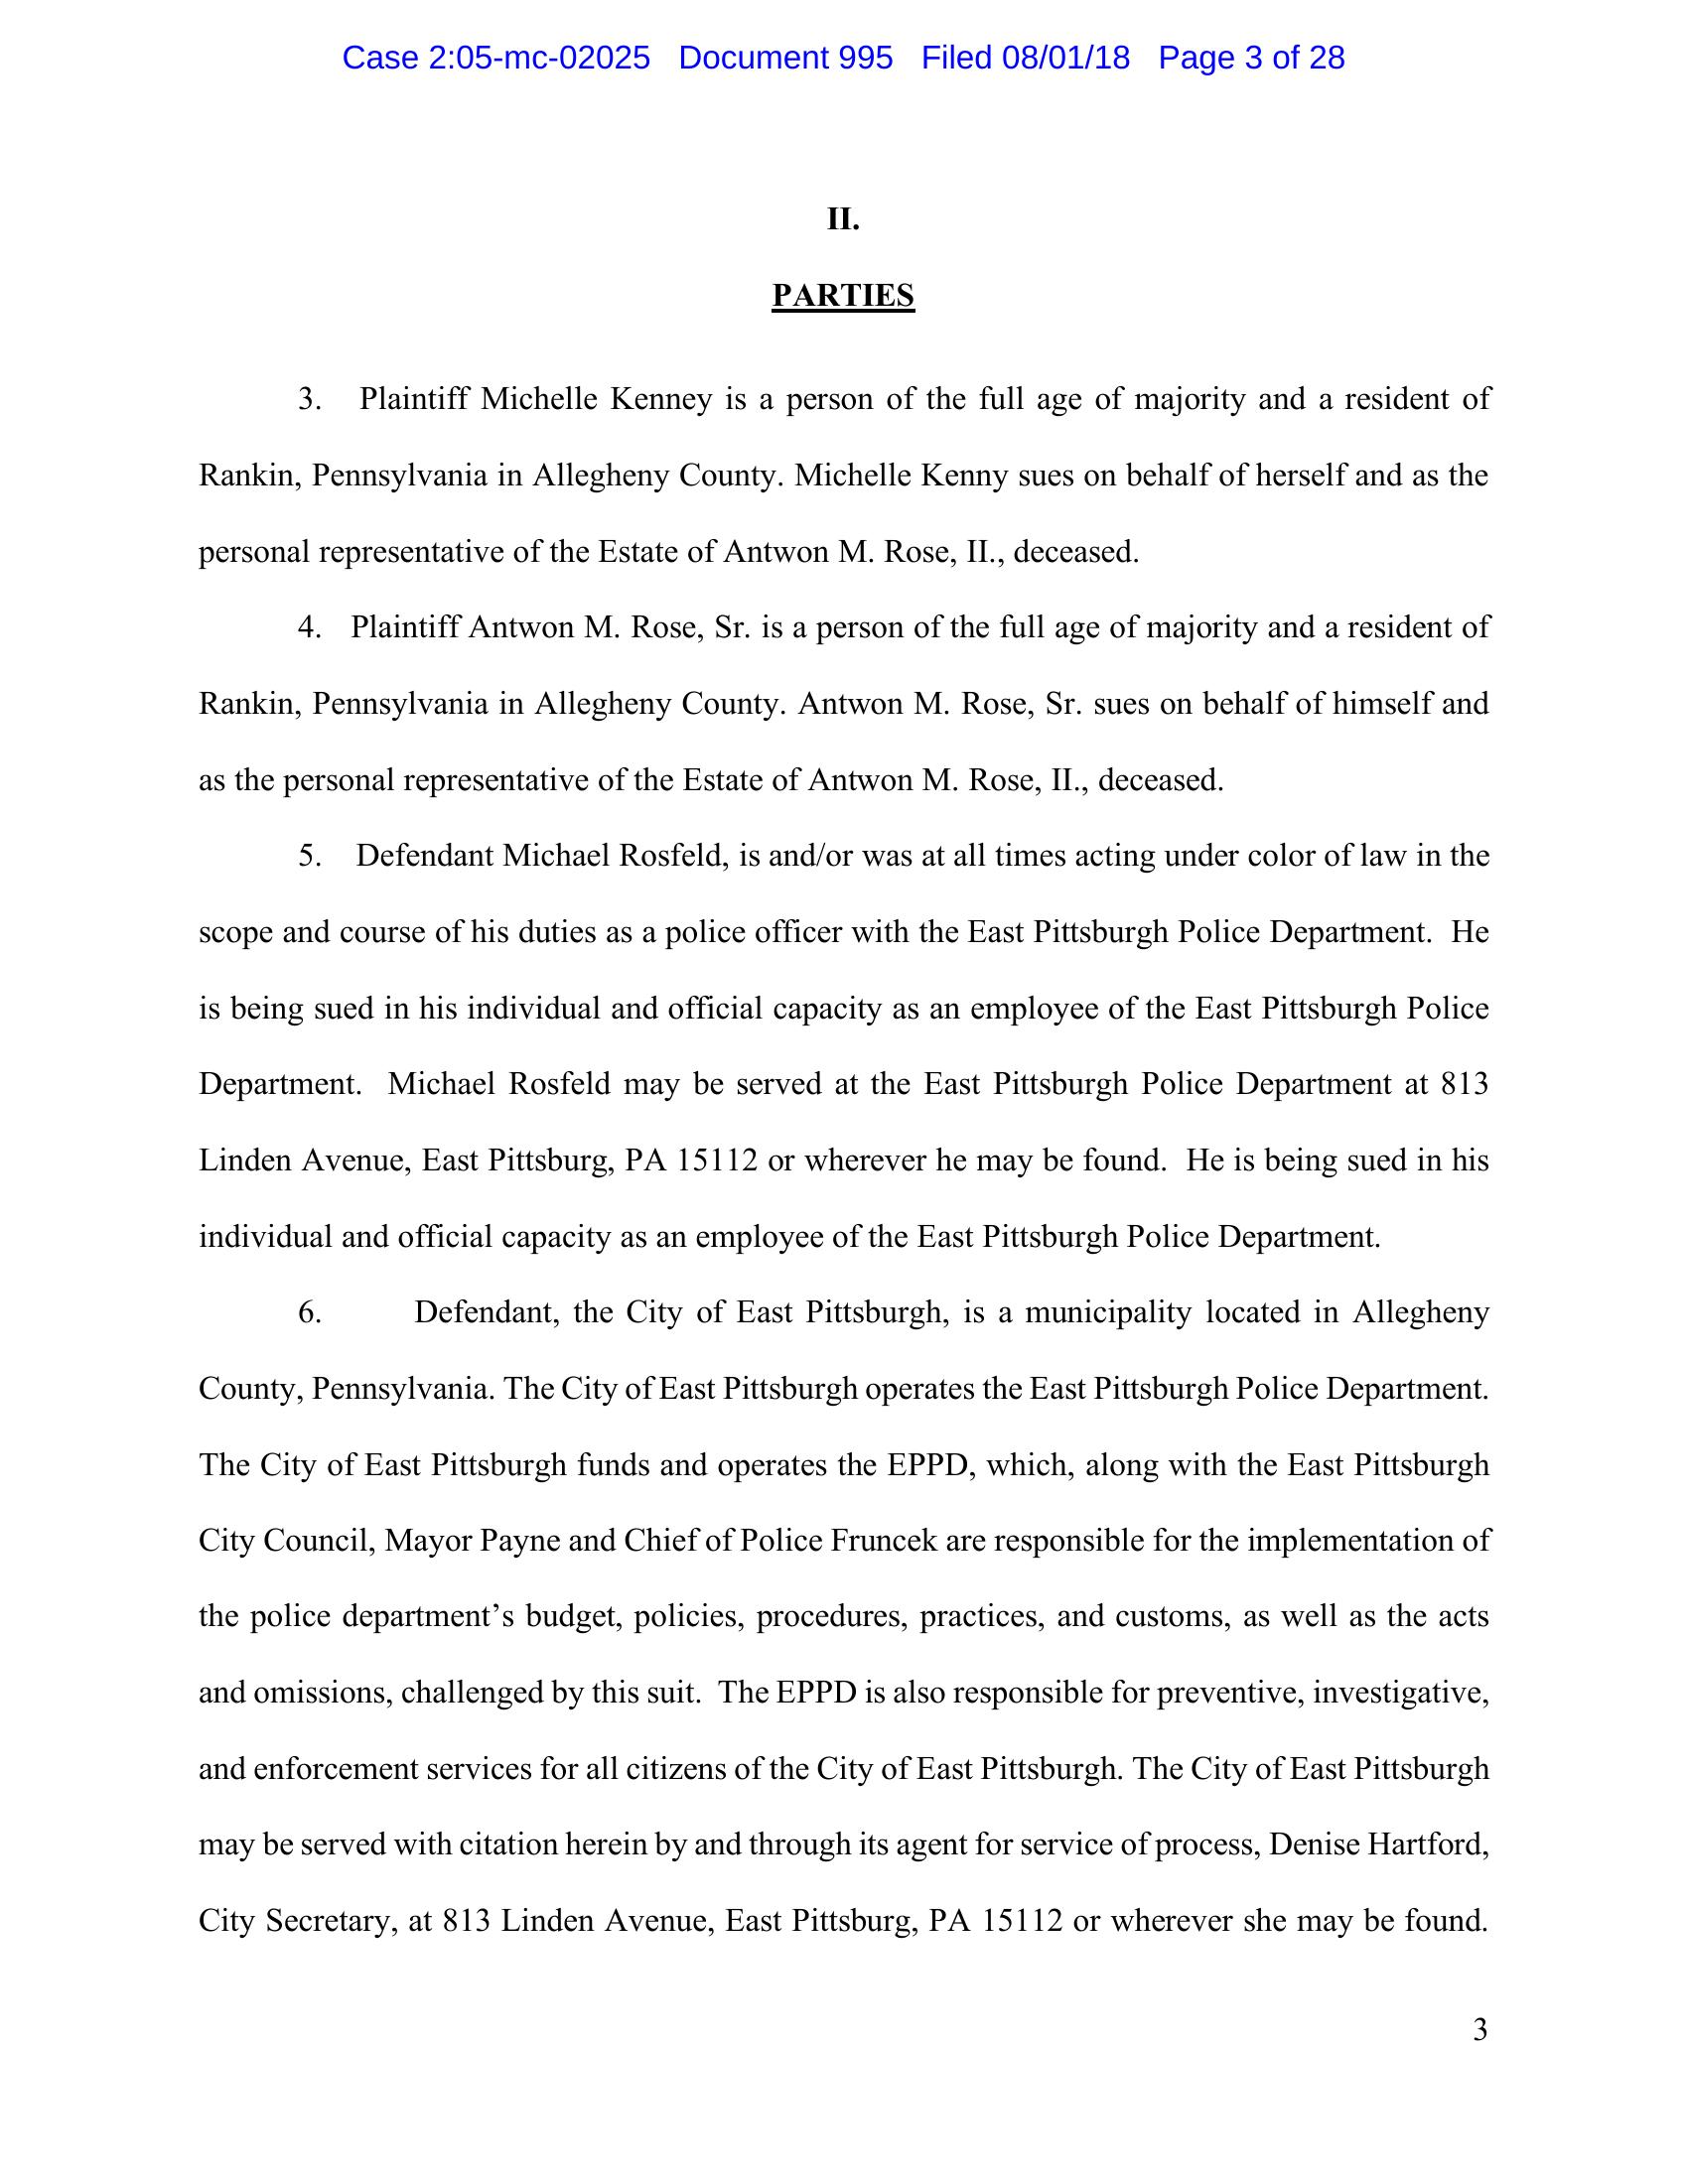 Case 2:05-mc-02025 Document 995 Filed 08/01/18 Page 3 of 28
II.
PARTIES
3. Plaintiff Michelle Kenney is a person of the full age of majority and a resident of
Rankin, Pennsylvania in Allegheny County. Michelle Kenny sues on behalf of herself and as the
personal representative of the Estate of Antwon M. Rose, II., deceased.
4. Plaintiff Antwon M. Rose, Sr. is a person of the full age of majority and a resident of
Rankin, Pennsylvania in Allegheny County. Antwon M. Rose, Sr. sues on behalf of himself and
as the personal representative of the Estate of Antwon M. Rose, II., deceased.
5. Defendant Michael Rosfeld, is and/or was at all times acting under color of law in the
scope and course of his duties as a police officer with the East Pittsburgh Police Department. He
is being sued in his individual and official capacity as an employee of the East Pittsburgh Police
Department. Michael Rosfeld may be served at the East Pittsburgh Police Department at 813
Linden Avenue, East Pittsburg, PA 15112 or wherever he may be found. He is being sued in his
individual and official capacity as an employee of the East Pittsburgh Police Department.
6. Defendant, the City of East Pittsburgh, is a municipality located in Allegheny
County, Pennsylvania. The City of East Pittsburgh operates the East Pittsburgh Police Department.
The City of East Pittsburgh funds and operates the EPPD, which, along with the East Pittsburgh
City Council, Mayor Payne and Chief of Police Fruncek are responsible for the implementation of
the police department’s budget, policies, procedures, practices, and customs, as well as the acts
and omissions, challenged by this suit. The EPPD is also responsible for preventive, investigative,
and enforcement services for all citizens of the City of East Pittsburgh. The City of East Pittsburgh
may be served with citation herein by and through its agent for service of process, Denise Hartford,
City Secretary, at 813 Linden Avenue, East Pittsburg, PA 15112 or wherever she may be found.
3